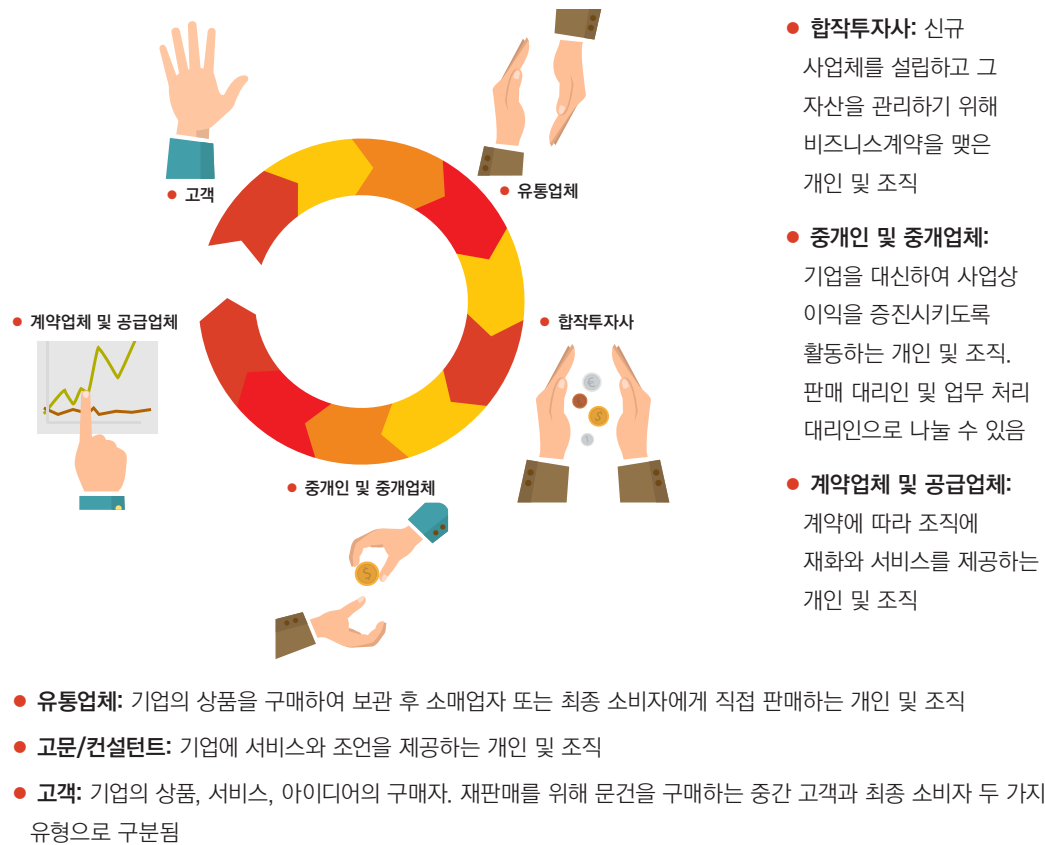 ● 고객
● 유통업체
● 계약업체 및 공급업체
● 합작투자사
● 중개인 및 중개업체
● 합작투자사: 신규
사업체를 설립하고 그
자산을 관리하기 위해
비즈니스계약을 맺은
개인 및 조직
● 중개인 및 중개업체:
기업을 대신하여 사업상
이익을 증진시키도록
활동하는 개인 및 조직.
판매 대리인 및 업무 처리
대리인으로 나눌 수 있음
● 계약업체 및 공급업체:
계약에 따라 조직에
재화와 서비스를 제공하는
개인 및 조직
● 유통업체: 기업의 상품을 구매하여 보관 후 소매업자 또는 최종 소비자에게 직접 판매하는 개인 및 조직
● 고문/컨설턴트: 기업에 서비스와 조언을 제공하는 개인 및 조직
● 고객: 기업의 상품, 서비스, 아이디어의 구매자. 재판매를 위해 문건을 구매하는 중간 고객과 최종 소비자 두 가지
유형으로 구분됨